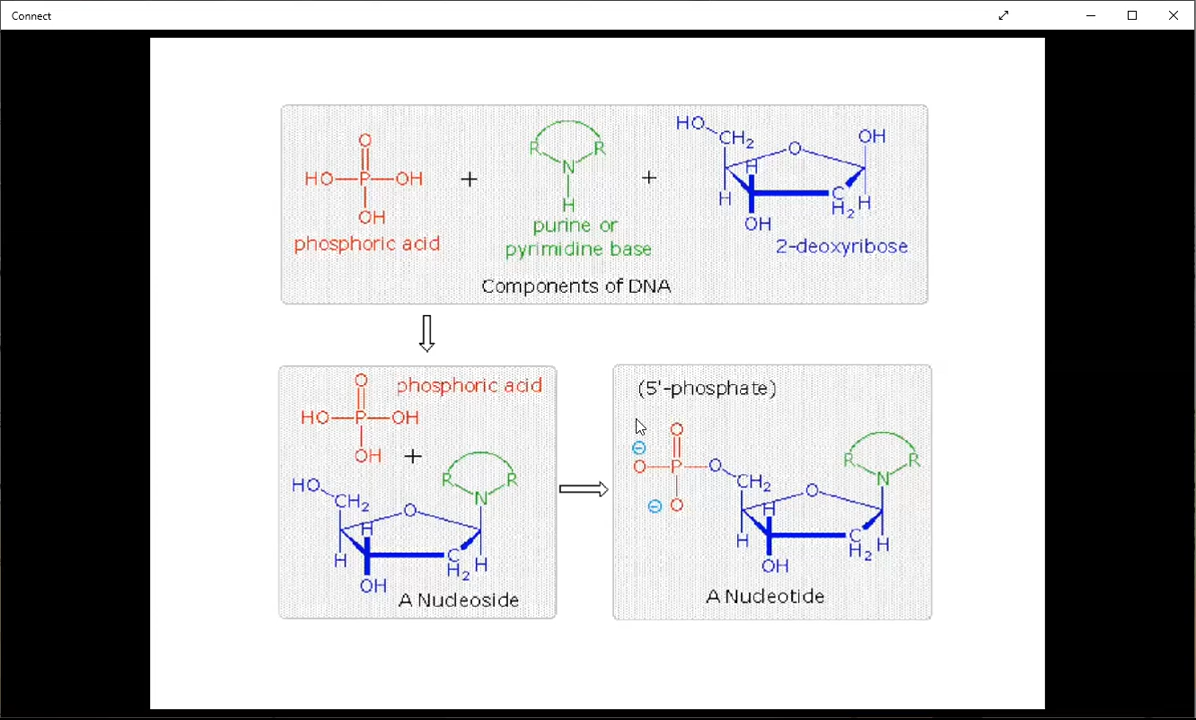 Connect
O
HO P OH
OH
phosphoric acid
+
R R
N
H
purine or
pyrimidine base
+
HO
CH2
O
OH
H
H
C
H2
H
OH
2-deoxyribose
Components of DNA
O
phosphoric acid
HO P OH
OH
+
HO
CH2
O
R R
N
H
H
C
H2
H
OH
A Nucleoside
(5'-phosphate)
⊖
O
O P O
⊖ O
CH2
O
R R
N
H
H
C
H2
H
OH
A Nucleotide